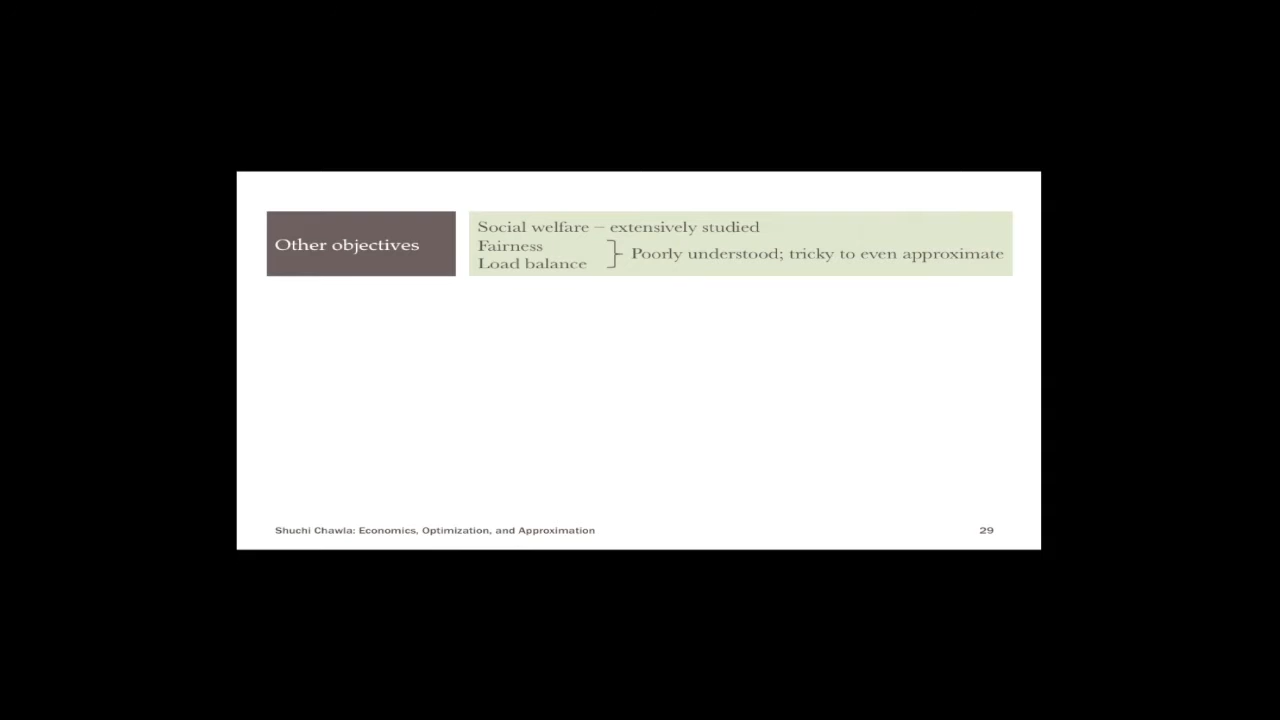 Other objectives
Social welfare – extensively studied
Fairness
Load balance
Poorly understood; tricky to even approximate
Shuchi Chawla: Economics, Optimization, and Approximation
29